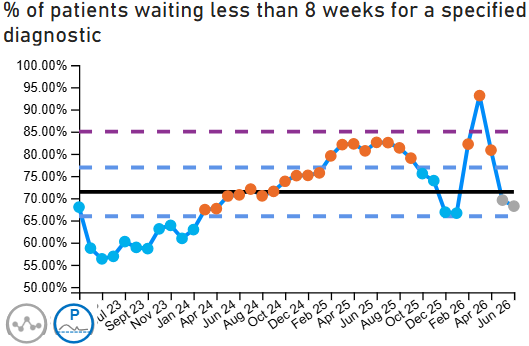 % of patients waiting less than 8 weeks for a specified
diagnostic
100.00%
95.00%
90.00%
85.00%
80.00%
75.00%
70.00%
65.00%
60.00%
55.00%
50.00%
ul 23
Sept 23
Nov 23
Jan 24
Apr 24
Jun 24
Aug 24
Oct 24
Dec 24
Feb 25
Apr 25
Jun 25
Aug 25
Oct 25
Dec 25
Feb 26
Apr 26
Jun 26
P